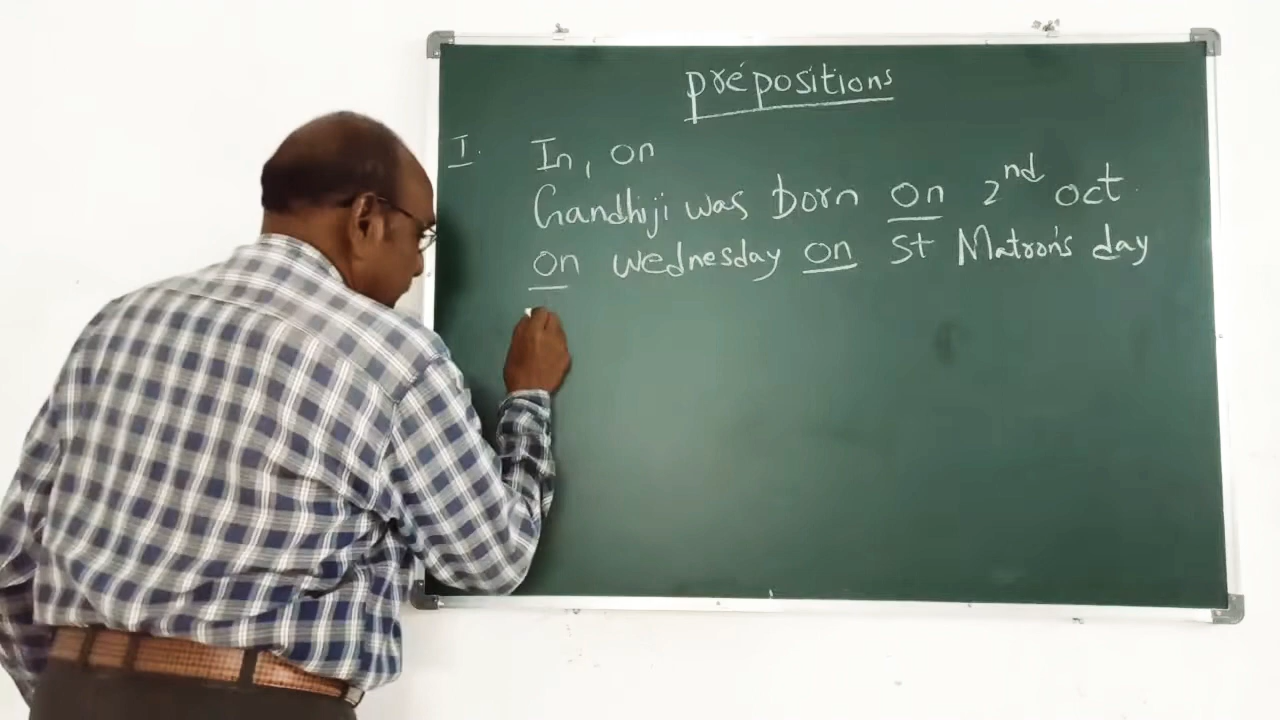 prepositions
I. In, on
Gandhiji was born on 2nd oct.
on wednesday on St Matron's day